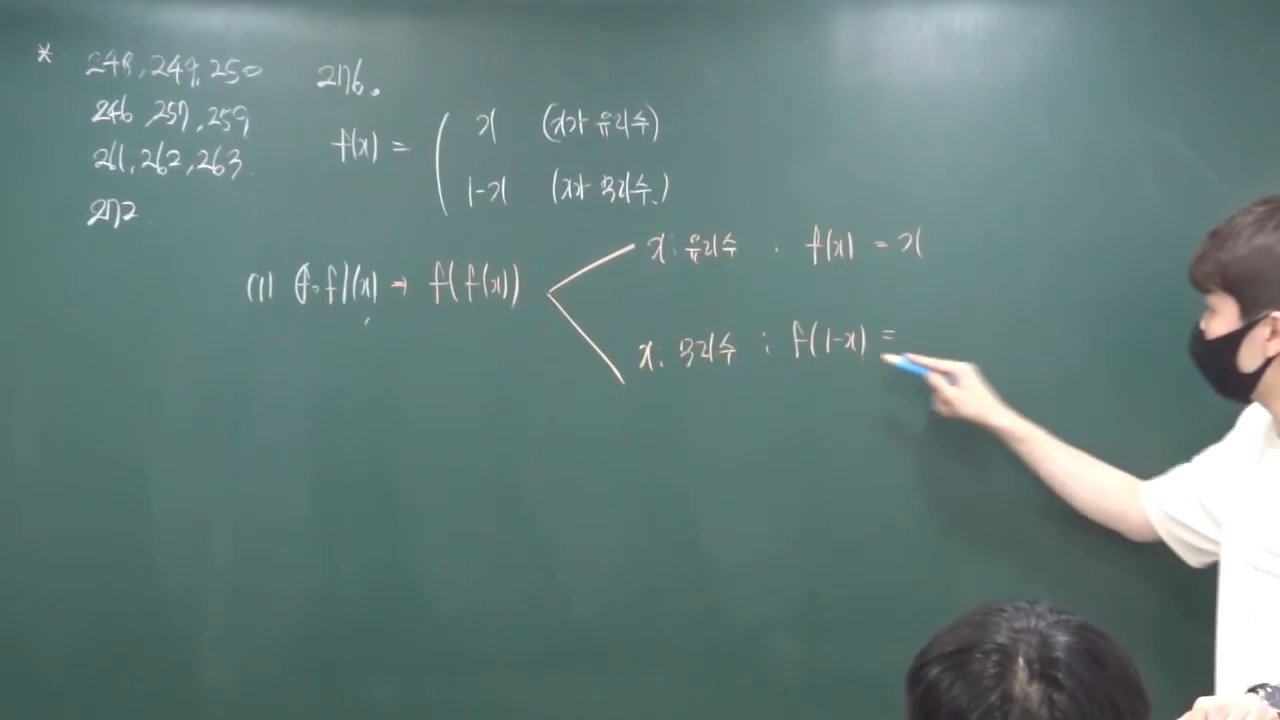 * 248, 249, 250
246, 257, 259
261, 262, 263
272
276.
f(x) = ( x (x가 유리수)
1-x (x가 무리수.)
(1) (f∘f)(x) → f(f(x))
x : 유리수 : f(x) = x
x : 무리수 : f(1-x) =